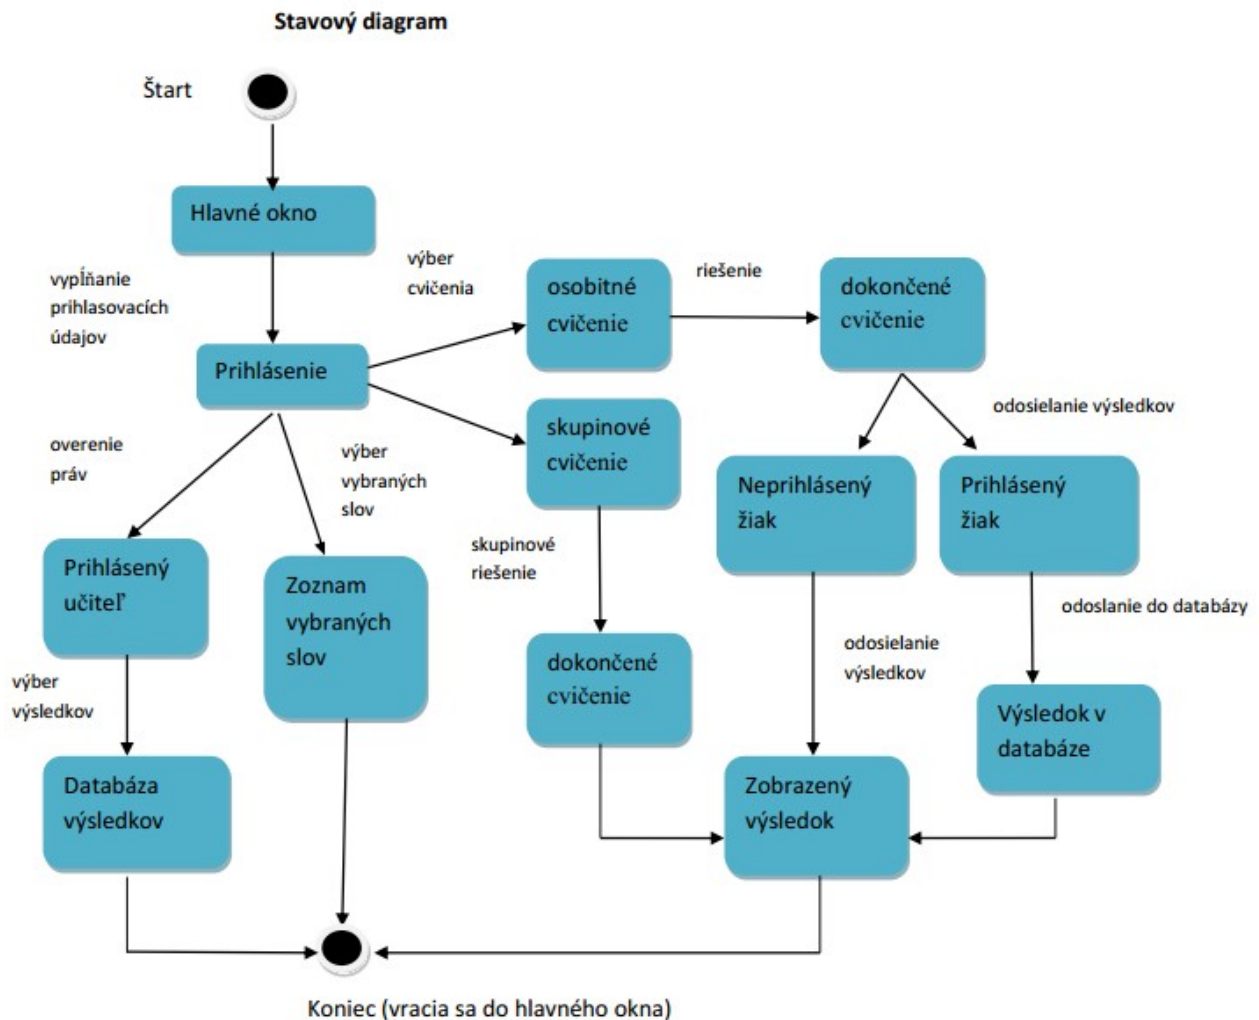 Stavový diagram
Štart
Hlavné okno
vypĺňanie
prihlasovacích
údajov
výber
cvičenia
osobitné
cvičenie
riešenie
dokončené
cvičenie
Prihlásenie
odosielanie výsledkov
overenie
práv
výber
vybraných
slov
skupinové
cvičenie
Neprihlásený
žiak
Prihlásený
žiak
skupinové
riešenie
Prihlásený
učiteľ
Zoznam
vybraných
slov
odoslanie do databázy
odosielanie
výsledkov
dokončené
cvičenie
výber
výsledkov
Výsledok v
databáze
Databáza
výsledkov
Zobrazený
výsledok
Koniec (vracia sa do hlavného okna)